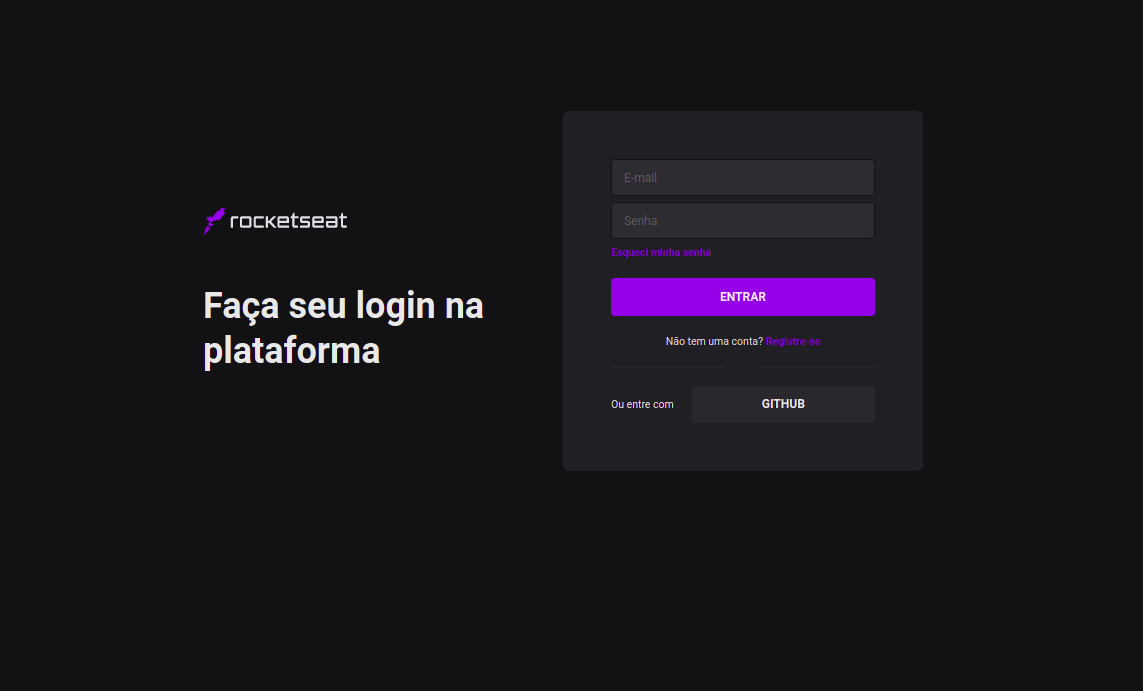 rocketseat
Faça seu login na
plataforma
E-mail
Senha
Esqueci minha senha
ENTRAR
Não tem uma conta? Registre-se
Ou entre com
GITHUB